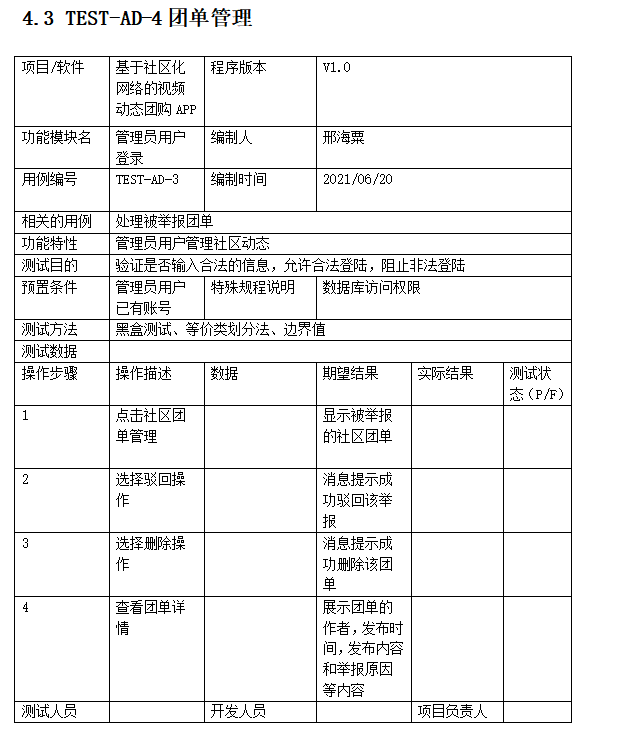 4.3 TEST-AD-4 团单管理
项目/软件 基于社区化 程序版本 V1.0
网络的视频
动态团购 APP
功能模块名 管理员用户 编制人 邢海粟
登录
用例编号 TEST-AD-3 编制时间 2021/06/20
相关的用例 处理被举报团单
功能特性 管理员用户管理社区动态
测试目的 验证是否输入合法的信息，允许合法登陆，阻止非法登陆
预置条件 管理员用户 特殊规程说明 数据库访问权限
已有账号
测试方法 黑盒测试、等价类划分法、边界值
测试数据
操作步骤 操作描述 数据 期望结果 实际结果 测试状
态（P/F）
1 点击社区团 显示被举报
单管理 的社区团单
2 选择驳回操 消息提示成
作 功驳回该举
报
3 选择删除操 消息提示成
作 功删除该团
单
4 查看团单详 展示团单的
情 作者，发布时
间，发布内容
和举报原因
等内容
测试人员 开发人员 项目负责人